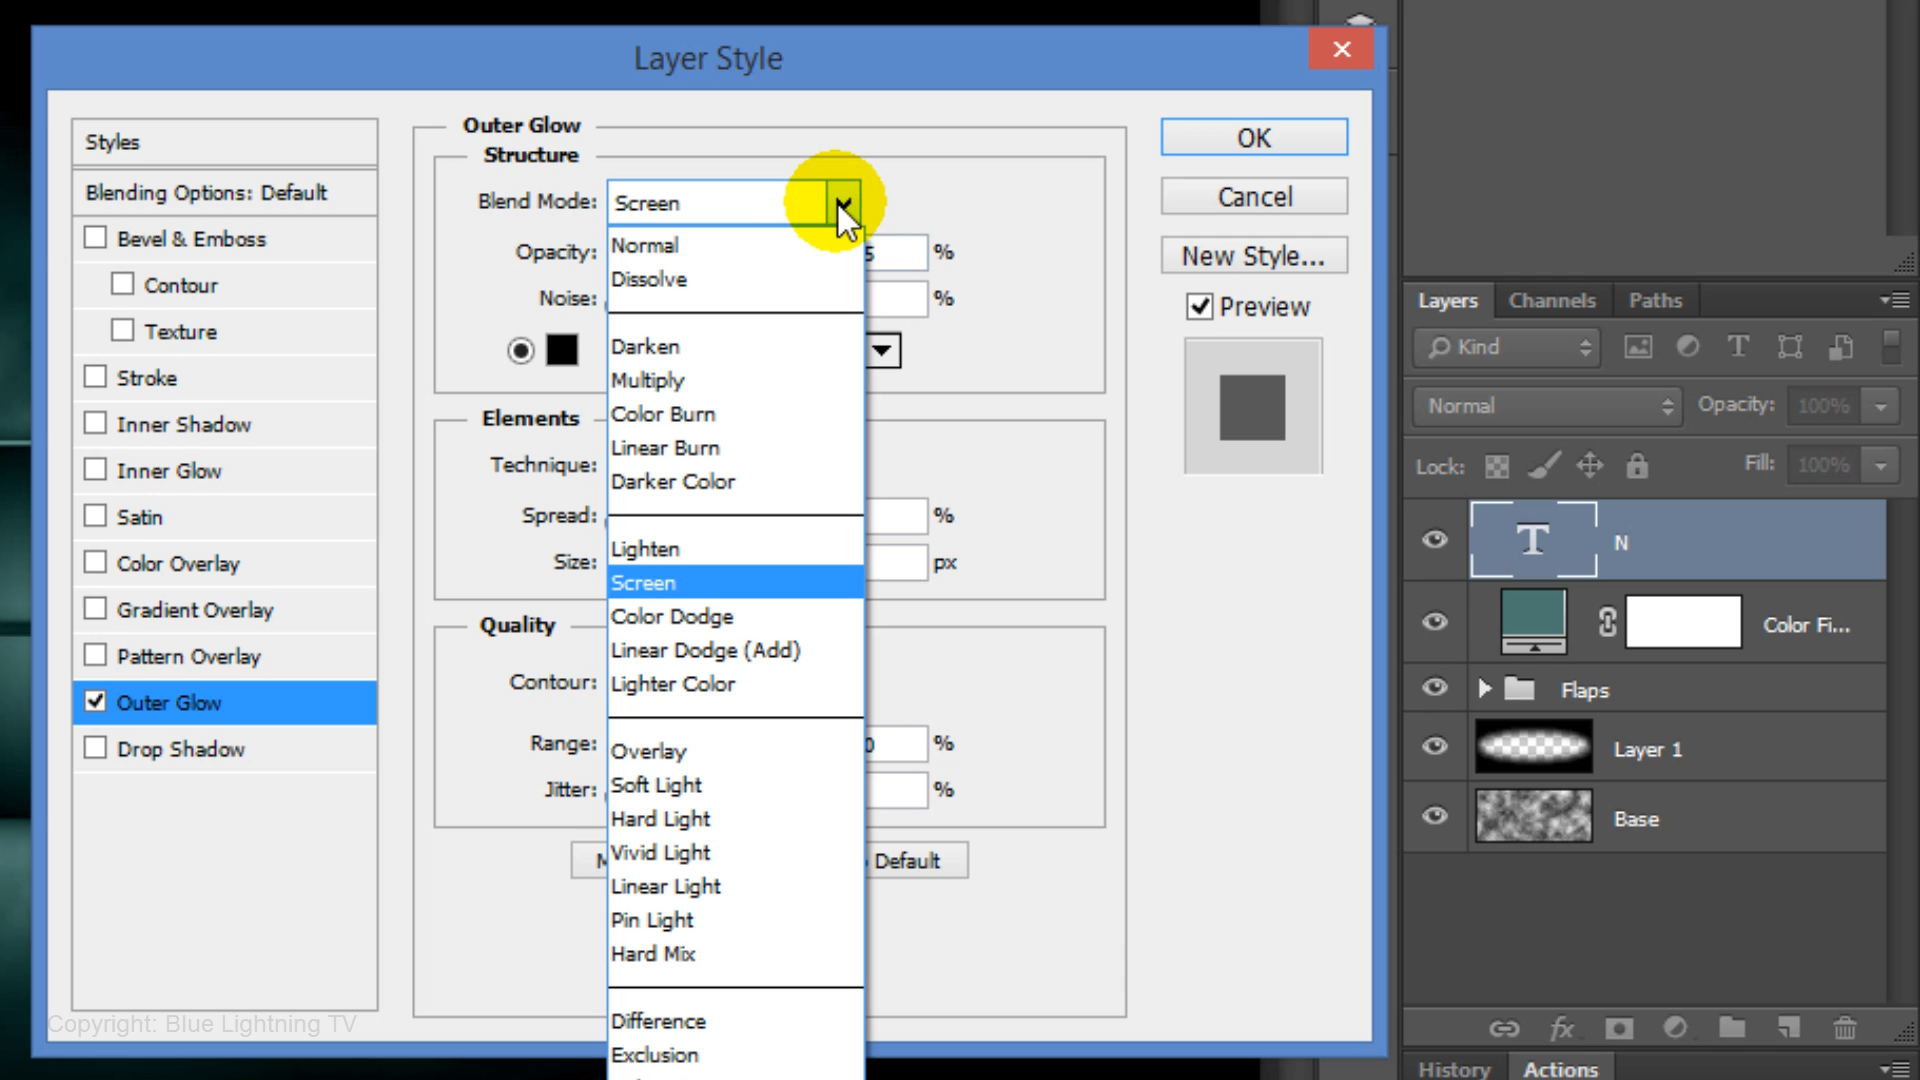 Layer Style
Styles
Blending Options: Default
Bevel & Emboss
Contour
Texture
Stroke
Inner Shadow
Inner Glow
Satin
Color Overlay
Gradient Overlay
Pattern Overlay
Outer Glow
Drop Shadow
Copyright: Blue Lightning TV
Outer Glow
Structure
Blend Mode: Screen
Opacity: 5 %
Noise: %
Elements
Technique:
Spread: %
Size: px
Quality
Contour:
Range: 0 %
Jitter: %
Default
Normal
Dissolve
Darken
Multiply
Color Burn
Linear Burn
Darker Color
Lighten
Screen
Color Dodge
Linear Dodge (Add)
Lighter Color
Overlay
Soft Light
Hard Light
Vivid Light
Linear Light
Pin Light
Hard Mix
Difference
Exclusion
OK
Cancel
New Style...
Preview
Layers Channels Paths
Kind
Normal Opacity: 100%
Lock: Fill: 100%
T N
Color Fi...
Flaps
Layer 1
Base
fx
History Actions